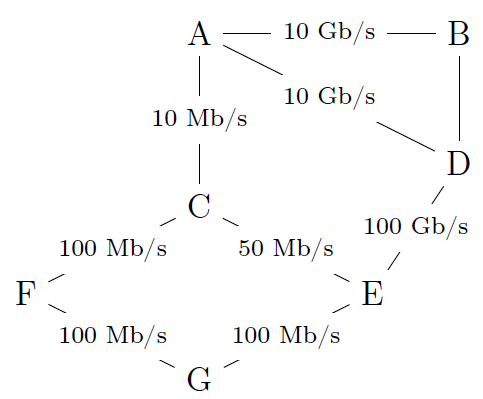 A 10 Gb/s B
10 Gb/s
10 Mb/s
D
C
100 Gb/s
100 Mb/s 50 Mb/s
F E
100 Mb/s 100 Mb/s
G